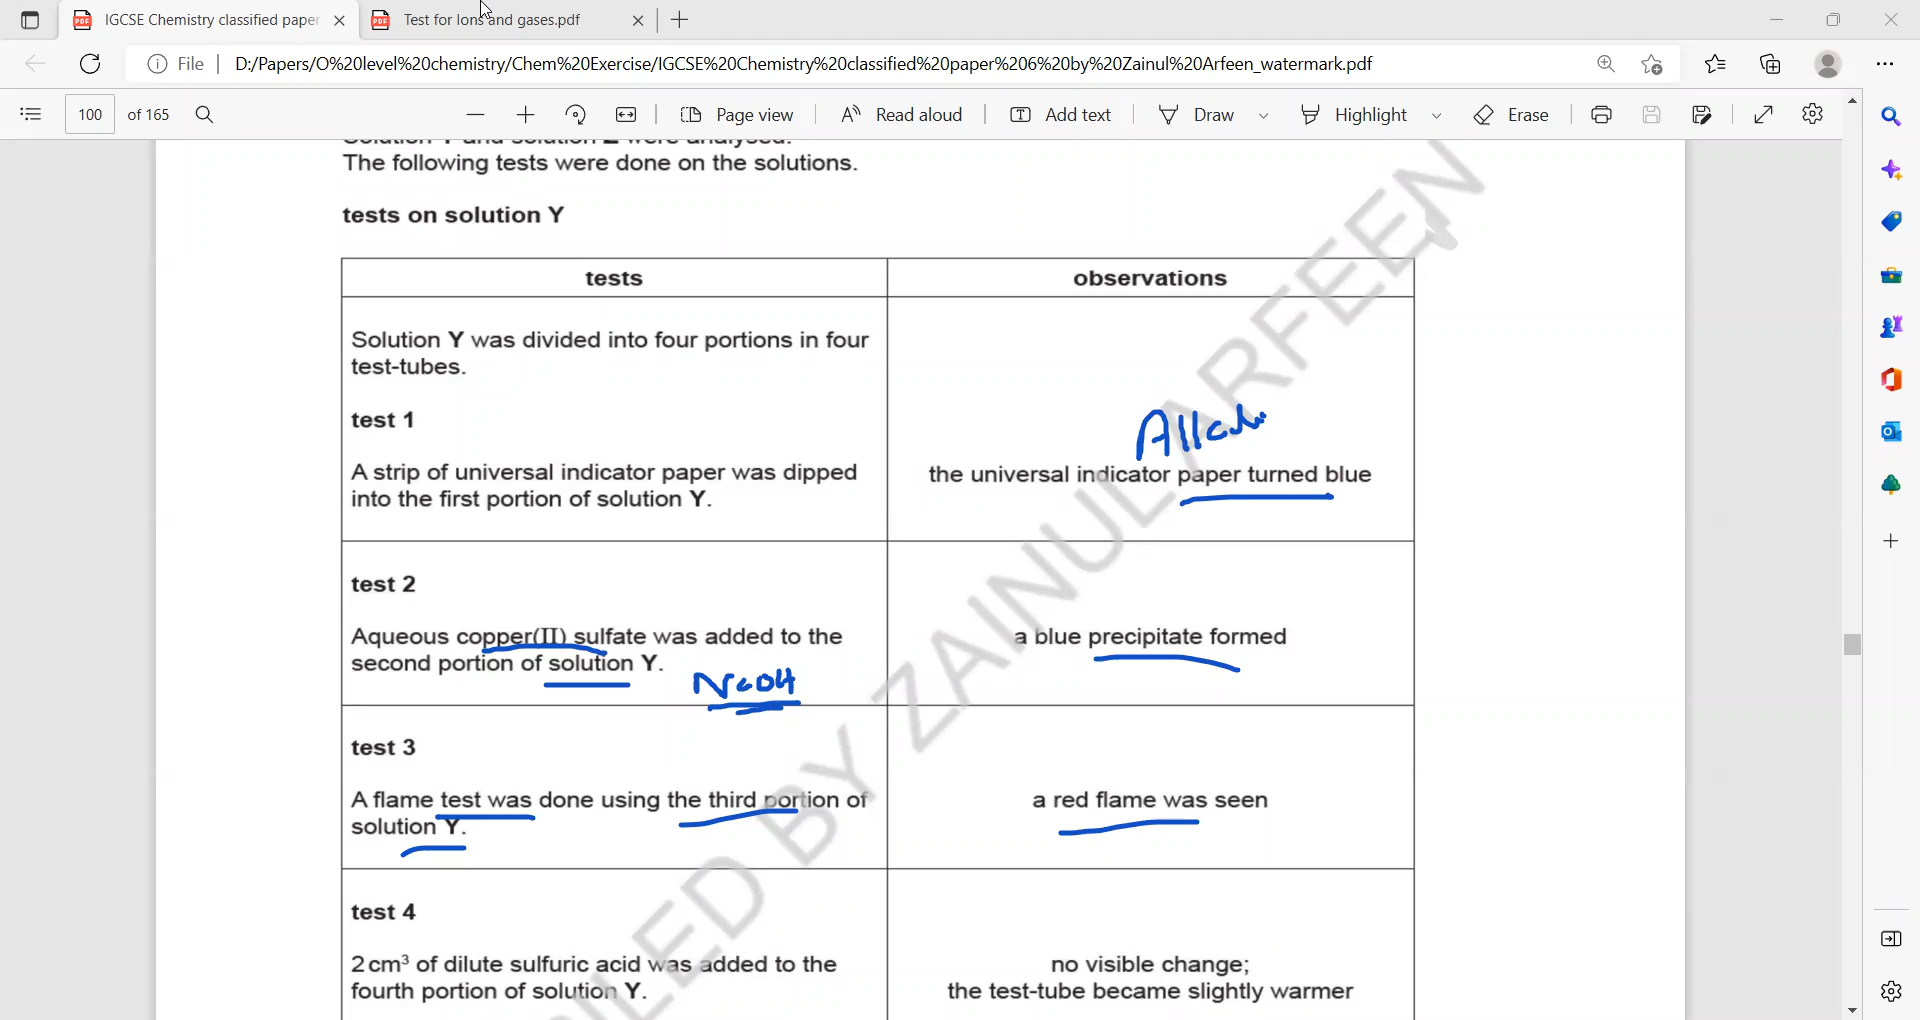 IGCSE Chemistry classified paper
Test for Ions and gases.pdf
File
D:/Papers/O%20level%20chemistry/Chem%20Exercise/IGCSE%20Chemistry%20classified%20paper%206%20by%20Zainul%20Arfeen_watermark.pdf
100 of 165
Page view
Read aloud
Add text
Draw
Highlight
Erase
Solution Y and solution Z were analysed.
The following tests were done on the solutions.
tests on solution Y
tests
observations
Solution Y was divided into four portions in four
test-tubes.
test 1
A strip of universal indicator paper was dipped
into the first portion of solution Y.
the universal indicator paper turned blue
test 2
Aqueous copper(II) sulfate was added to the
second portion of solution Y.
NaOH
a blue precipitate formed
test 3
A flame test was done using the third portion of
solution Y.
a red flame was seen
test 4
2 cm³ of dilute sulfuric acid was added to the
fourth portion of solution Y.
no visible change;
the test-tube became slightly warmer
BY ZAINUL ARFEEN